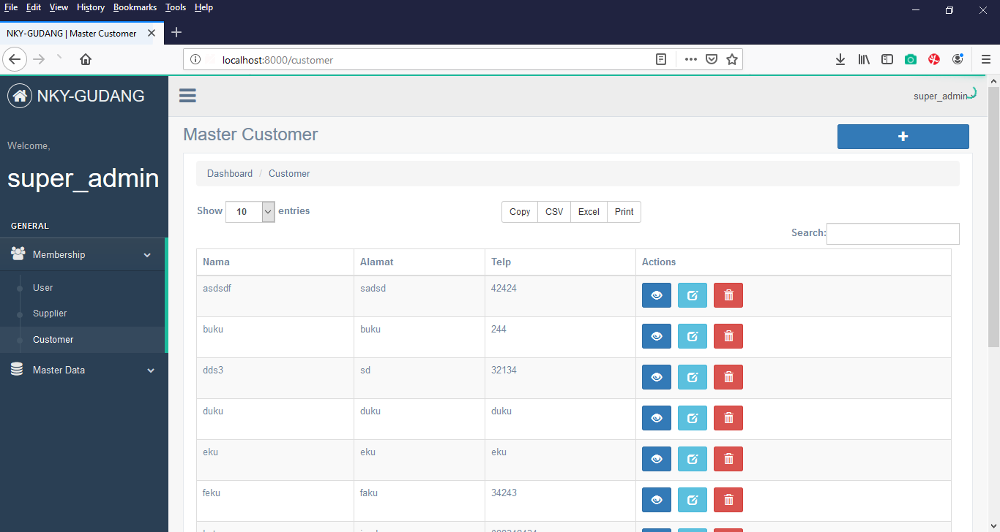 File Edit View History Bookmarks Tools Help
NKY-GUDANG | Master Customer
localhost:8000/customer
NKY-GUDANG
super_admin
Welcome,
super_admin
GENERAL
Membership
User
Supplier
Customer
Master Data
Master Customer
Dashboard / Customer
Show 10 entries
Copy CSV Excel Print
Search:
Nama Alamat Telp Actions
asdsdf sadsd 42424
buku buku 244
dds3 sd 32134
duku duku duku
eku eku eku
feku faku 34243